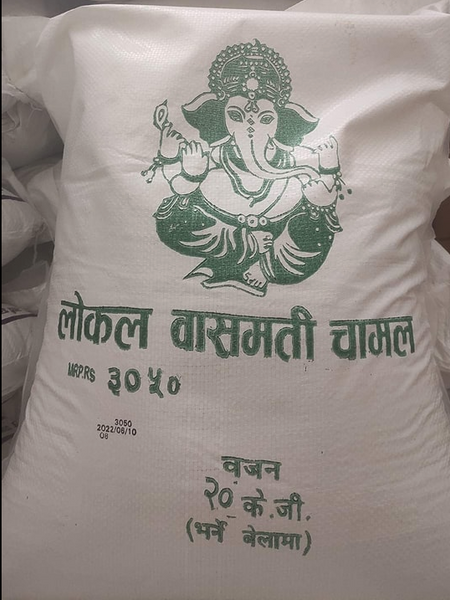 लोकल वासमती चामल
MRP.RS ३०५०
3050
2022/06/10
08
वजन
२० के.जी.
(भर्ने बेलामा)